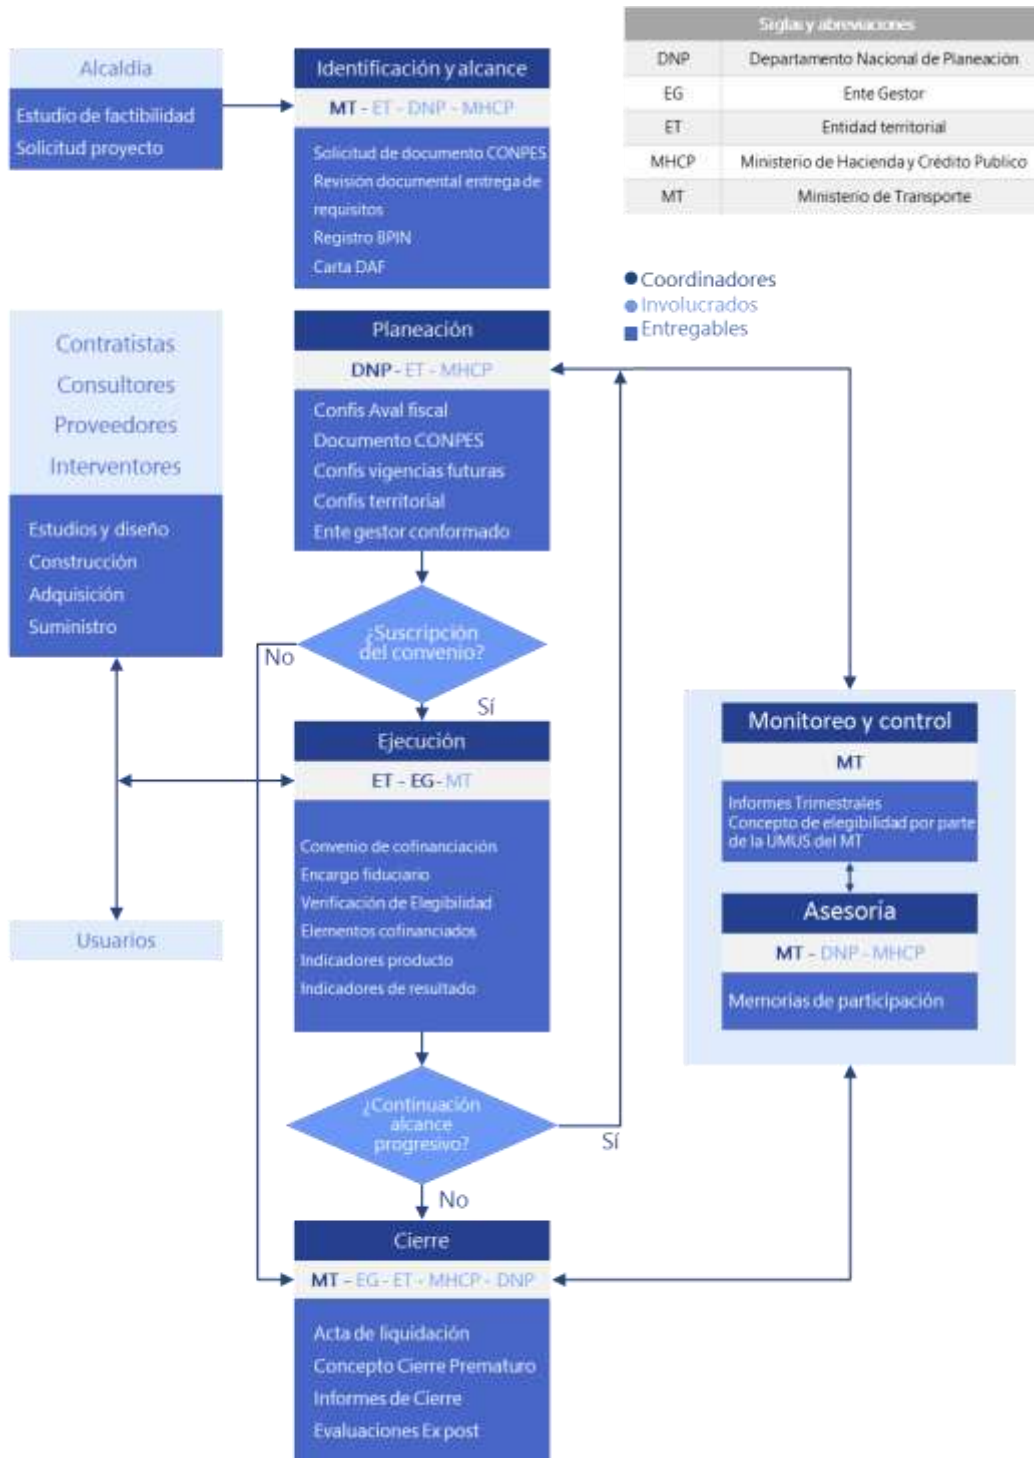 Siglas y abreviaciones
DNP Departamento Nacional de Planeación
EG Ente Gestor
ET Entidad territorial
MHCP Ministerio de Hacienda y Crédito Publico
MT Ministerio de Transporte
Coordinadores
Involucrados
Entregables
Alcaldía
Estudio de factibilidad
Solicitud proyecto
Identificación y alcance
MT - ET - DNP - MHCP
Solicitud de documento CONPES
Revisión documental entrega de
requisitos
Registro BPIN
Carta DAF
Contratistas
Consultores
Proveedores
Interventores
Estudios y diseño
Construcción
Adquisición
Suministro
Planeación
DNP - ET - MHCP
Confis Aval fiscal
Documento CONPES
Confis vigencias futuras
Confis territorial
Ente gestor conformado
¿Suscripción
del convenio?
No
Sí
Ejecución
ET - EG- MT
Convenio de cofinanciación
Encargo fiduciario
Verificación de Elegibilidad
Elementos cofinanciados
Indicadores producto
Indicadores de resultado
Usuarios
Monitoreo y control
MT
Informes Trimestrales
Concepto de elegibilidad por parte
de la UMUS del MT
Asesoría
MT - DNP - MHCP
Memorias de participación
¿Continuación
alcance
progresivo?
Sí
No
Cierre
MT - EG - ET - MHCP - DNP
Acta de liquidación
Concepto Cierre Prematuro
Informes de Cierre
Evaluaciones Ex post